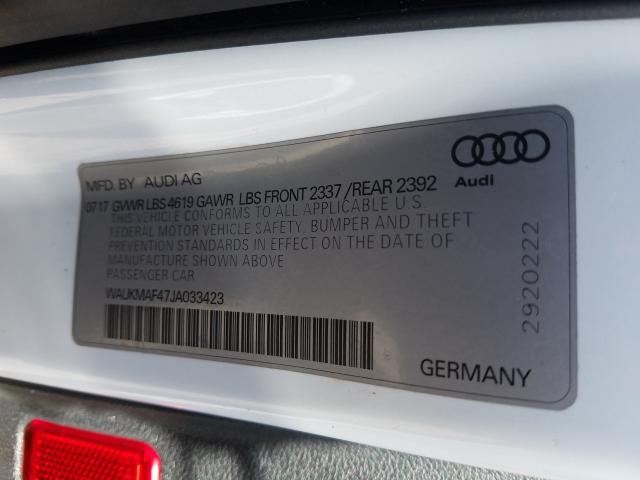 MFD. BY AUDI AG
0717 GVWR LBS 4619 GAWR LBS FRONT 2337 /REAR 2392
THIS VEHICLE CONFORMS TO ALL APPLICABLE U.S.
FEDERAL MOTOR VEHICLE SAFETY, BUMPER AND THEFT
PREVENTION STANDARDS IN EFFECT ON THE DATE OF
MANUFACTURE SHOWN ABOVE
PASSENGER CAR
WAUKMAF47JA033423
Audi
2920222
GERMANY